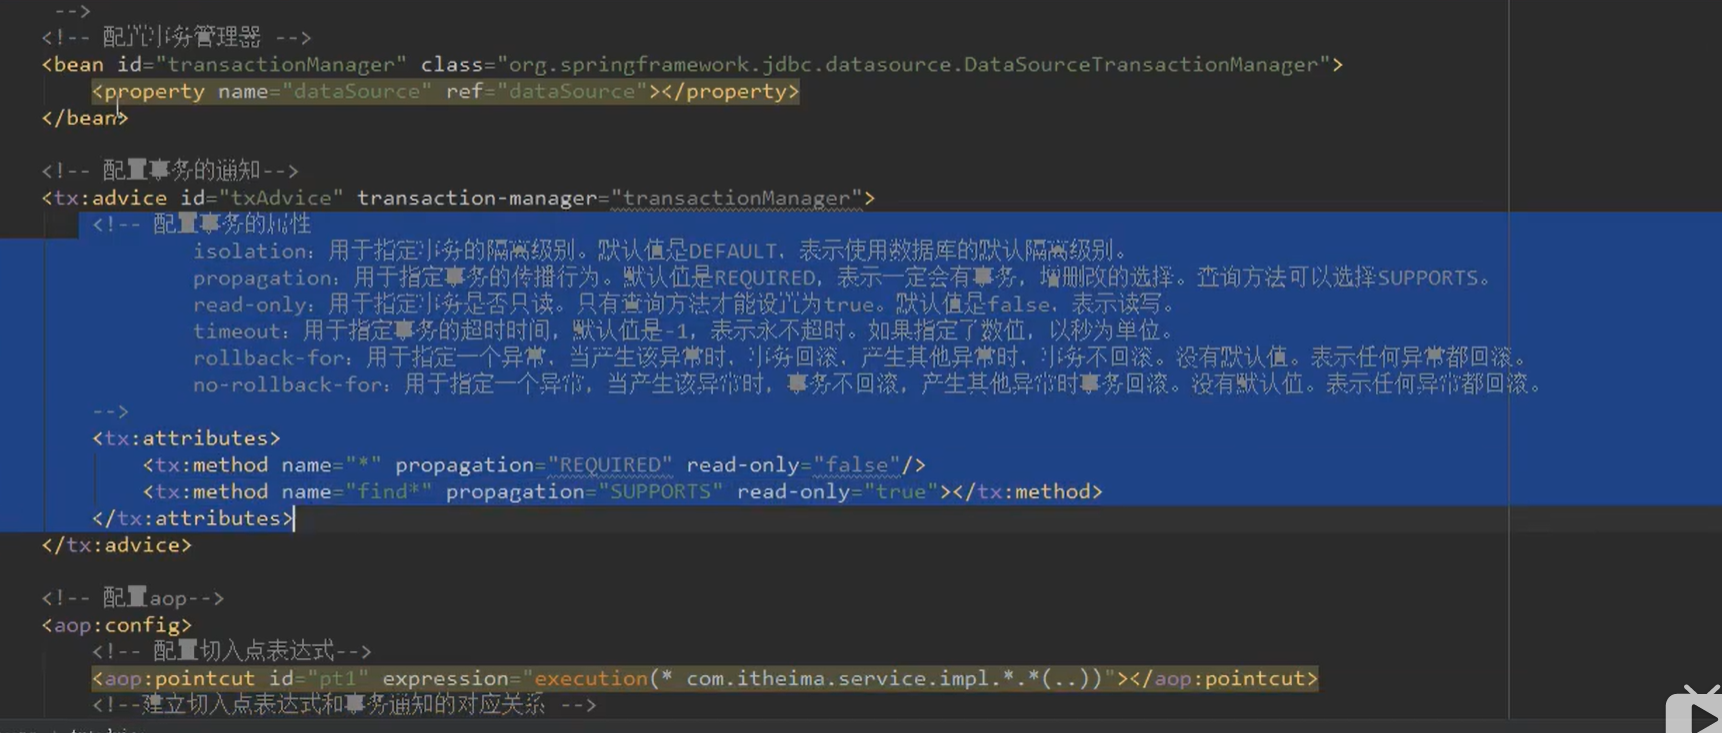 -->
<!-- 配置事务管理器 -->
<bean id="transactionManager" class="org.springframework.jdbc.datasource.DataSourceTransactionManager">
<property name="dataSource" ref="dataSource"></property>
</bean>
<!-- 配置事务的通知-->
<tx:advice id="txAdvice" transaction-manager="transactionManager">
<!-- 配置事务的属性
isolation：用于指定事务的隔离级别。默认值是DEFAULT，表示使用数据库的默认隔离级别。
propagation：用于指定事务的传播行为。默认值是REQUIRED，表示一定会有事务，增删改的选择。查询方法可以选择SUPPORTS。
read-only：用于指定事务是否只读。只有查询方法才能设置为true。默认值是false，表示读写。
timeout：用于指定事务的超时时间，默认值是-1，表示永不超时。如果指定了数值，以秒为单位。
rollback-for：用于指定一个异常，当产生该异常时，事务回滚，产生其他异常时，事务不回滚。没有默认值。表示任何异常都回滚。
no-rollback-for：用于指定一个异常，当产生该异常时，事务不回滚，产生其他异常时事务回滚。没有默认值。表示任何异常都回滚。
-->
<tx:attributes>
<tx:method name="*" propagation="REQUIRED" read-only="false"/>
<tx:method name="find*" propagation="SUPPORTS" read-only="true"></tx:method>
</tx:attributes>
</tx:advice>
<!-- 配置aop-->
<aop:config>
<!-- 配置切入点表达式-->
<aop:pointcut id="pt1" expression="execution(* com.itheima.service.impl.*.*(..))"></aop:pointcut>
<!--建立切入点表达式和事务通知的对应关系 -->